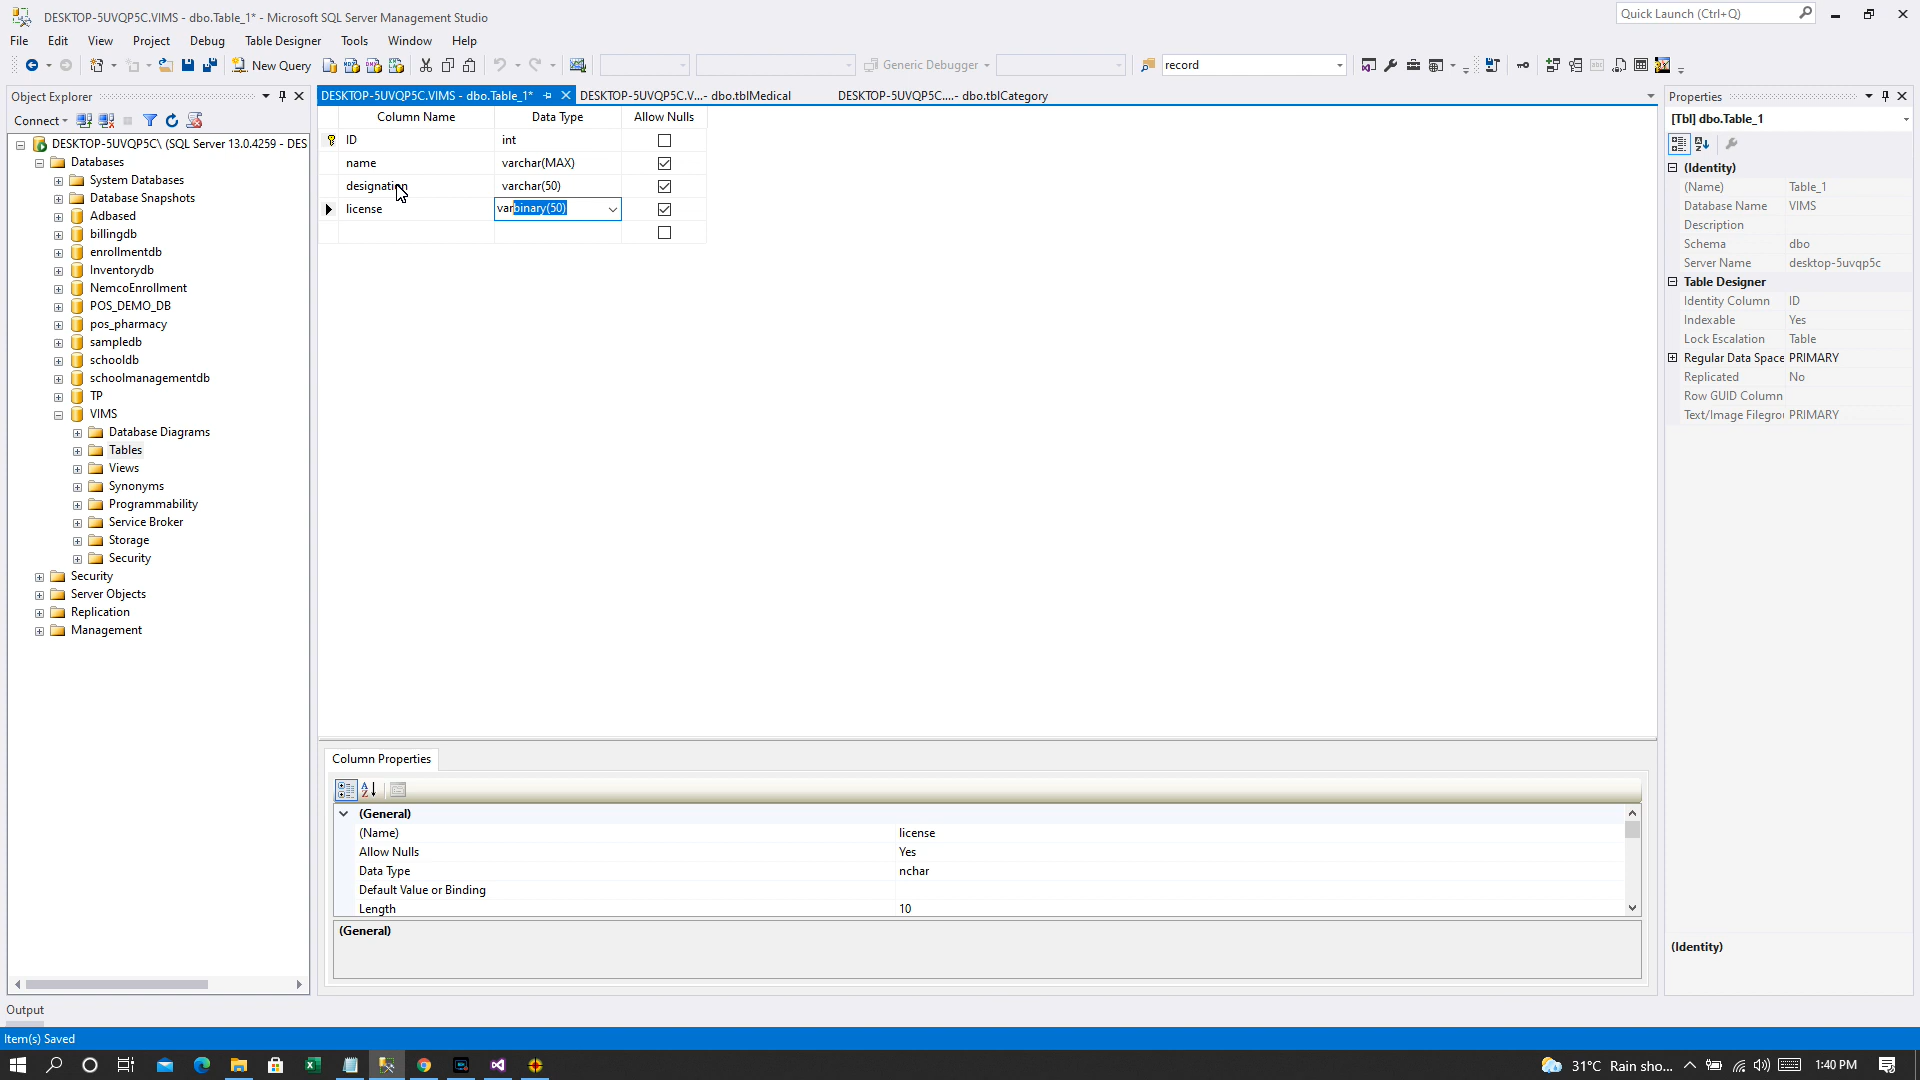 DESKTOP-5UVQP5C.VIMS - dbo.Table_1* - Microsoft SQL Server Management Studio
Quick Launch (Ctrl+Q)
File Edit View Project Debug Table Designer Tools Window Help
New Query
Generic Debugger
record
Object Explorer
Connect
DESKTOP-5UVQP5C\ (SQL Server 13.0.4259 - DES
Databases
System Databases
Database Snapshots
Adbased
billingdb
enrollmentdb
Inventorydb
NemcoEnrollment
POS_DEMO_DB
pos_pharmacy
sampledb
schooldb
schoolmanagementdb
TP
VIMS
Database Diagrams
Tables
Views
Synonyms
Programmability
Service Broker
Storage
Security
Security
Server Objects
Replication
Management
DESKTOP-5UVQP5C.VIMS - dbo.Table_1* DESKTOP-5UVQP5C.V...- dbo.tblMedical DESKTOP-5UVQP5C....- dbo.tblCategory
Column Name Data Type Allow Nulls
ID int
name varchar(MAX)
designation varchar(50)
license varbinary(50)
Column Properties
(General)
(Name) license
Allow Nulls Yes
Data Type nchar
Default Value or Binding
Length 10
(General)
Properties
[Tbl] dbo.Table_1
(Identity)
(Name) Table_1
Database Name VIMS
Description
Schema dbo
Server Name desktop-5uvqp5c
Table Designer
Identity Column ID
Indexable Yes
Lock Escalation Table
Regular Data Space PRIMARY
Replicated No
Row GUID Column
Text/Image Filegro PRIMARY
(Identity)
Output
Item(s) Saved
31°C Rain sho... 1:40 PM